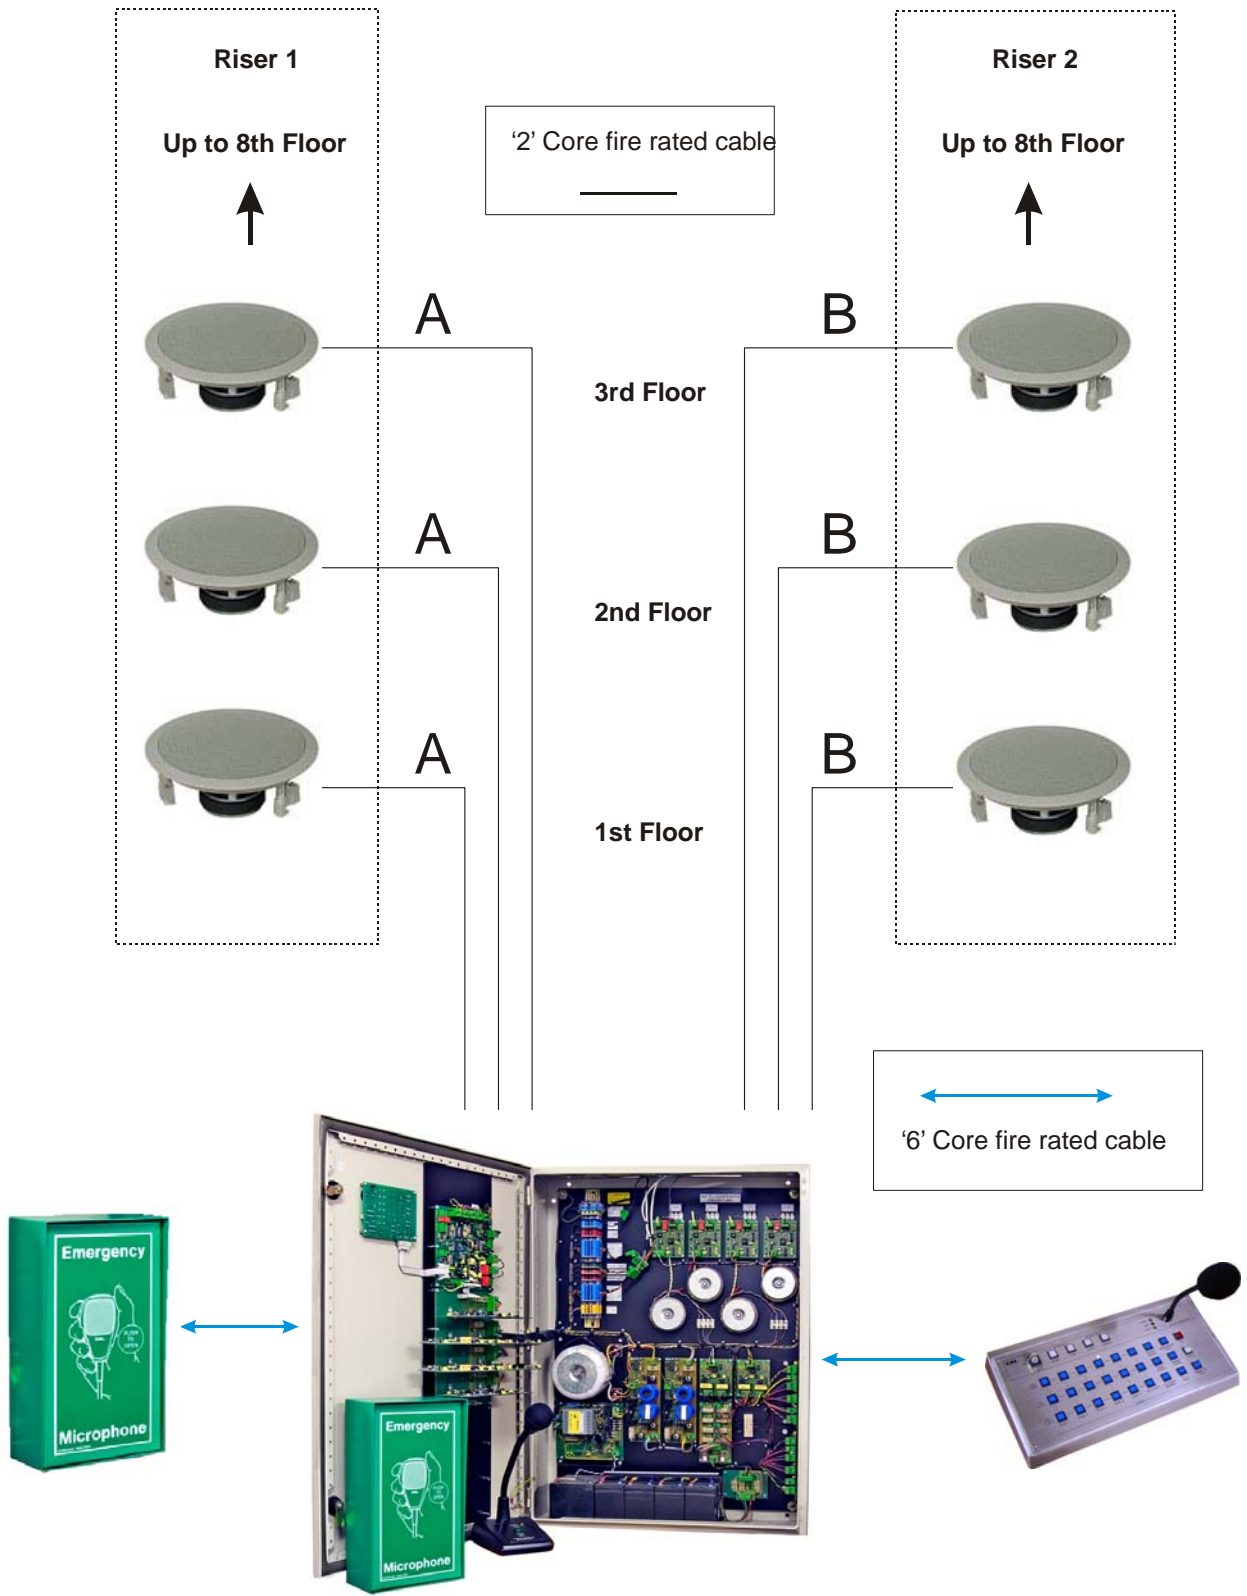 Riser 1
Riser 2
Up to 8th Floor
‘2’ Core fire rated cable
Up to 8th Floor
A
B
3rd Floor
A
B
2nd Floor
A
B
1st Floor
‘6’ Core fire rated cable
Emergency
Microphone
Emergency
Microphone